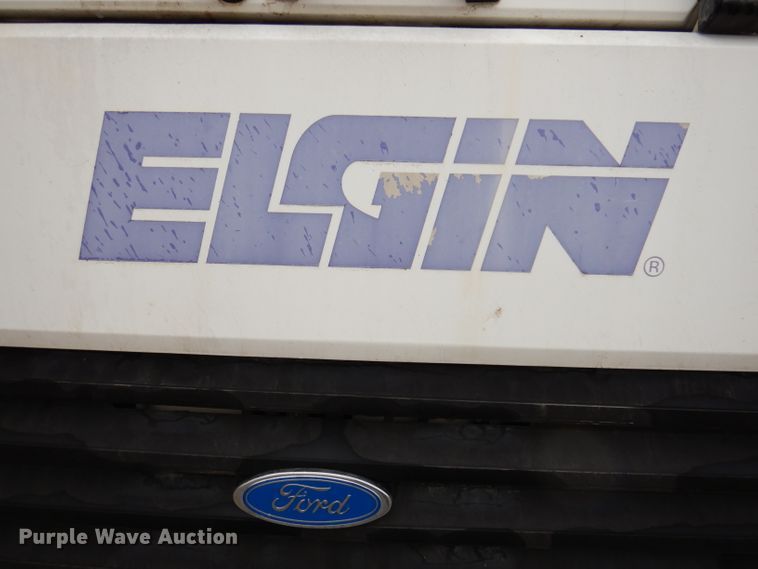 ELGIN
®
Ford
Purple Wave Auction